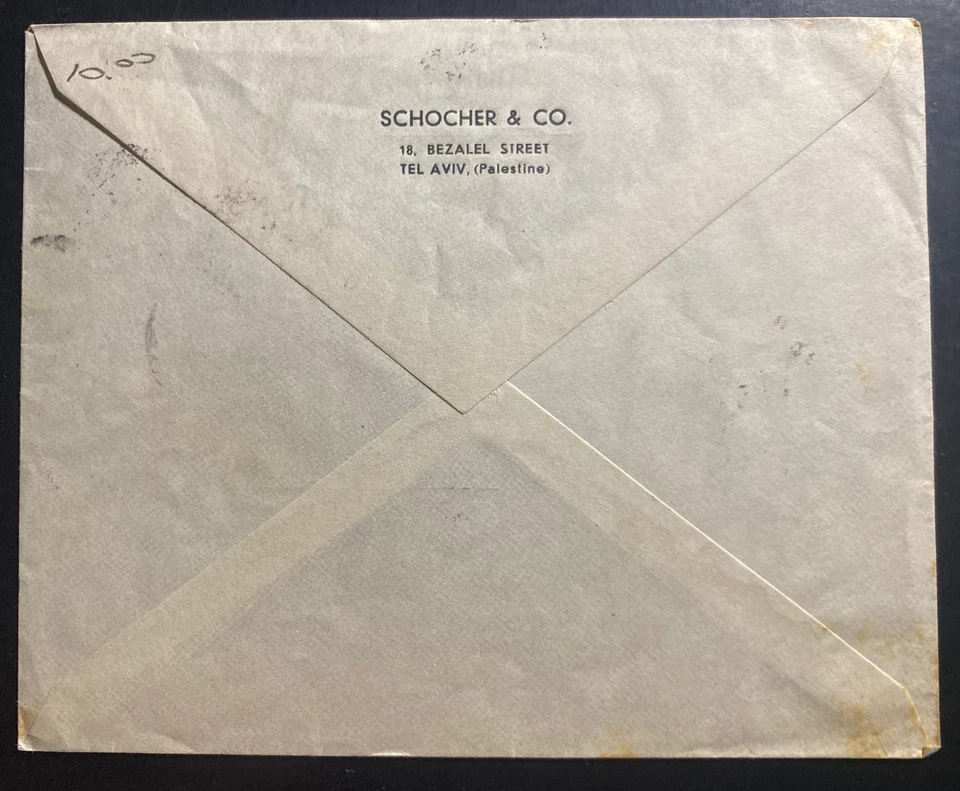 10.00
SCHOCHER & CO.
18, BEZALEL STREET
TEL AVIV, (Palestine)